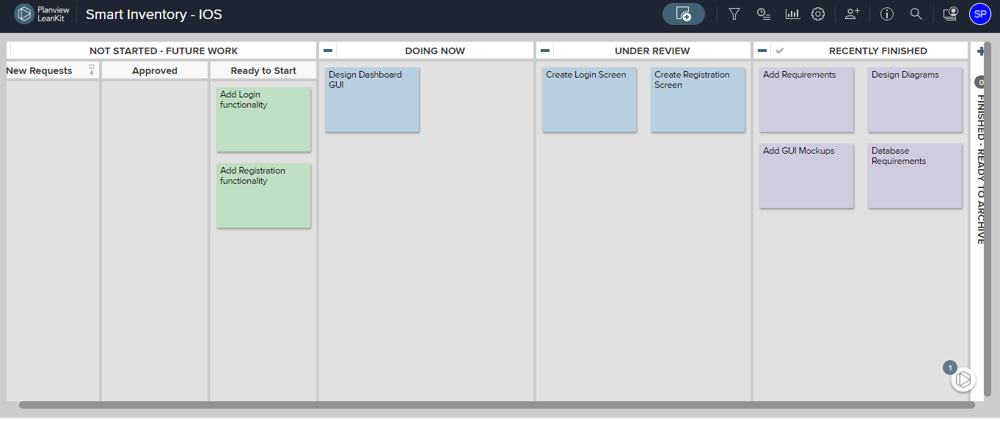 Planview
LeanKit
Smart Inventory - IOS
SP
NOT STARTED - FUTURE WORK
DOING NOW
UNDER REVIEW
RECENTLY FINISHED
New Requests
Approved
Ready to Start
Add Login
functionality
Add Registration
functionality
Design Dashboard
GUI
Create Login Screen
Create Registration
Screen
Add Requirements
Design Diagrams
Add GUI Mockups
Database
Requirements
0
FINISHED - READY TO ARCHIVE
1